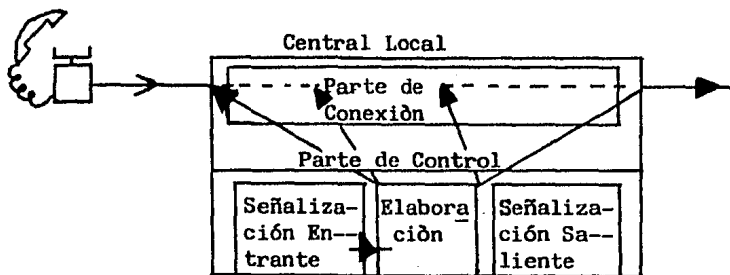 Central Local
Parte de
Conexiòn
Parte de Control
Señaliza-
ción En--
trante
Elabora
ciòn
Señaliza-
ción Sa--
liente